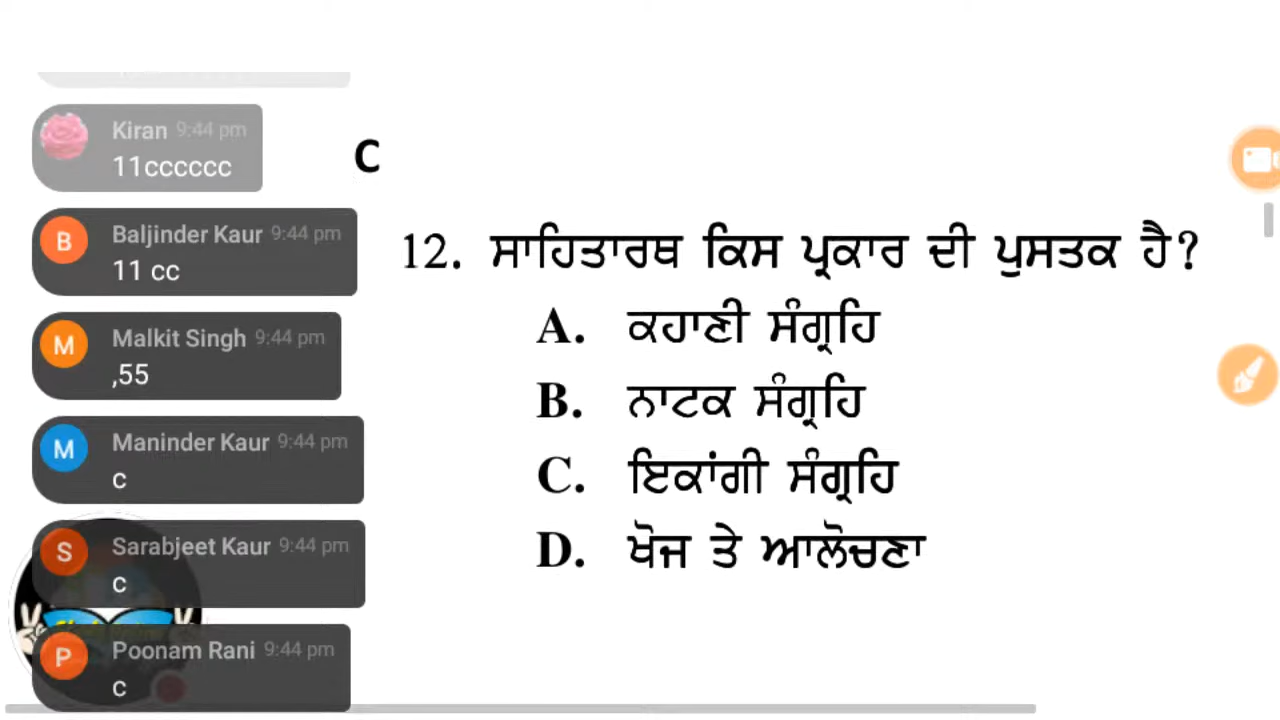 Kiran 9:44 pm
11cccccc
C
Baljinder Kaur 9:44 pm
11 cc
Malkit Singh 9:44 pm
,55
Maninder Kaur 9:44 pm
c
Sarabjeet Kaur 9:44 pm
c
Poonam Rani 9:44 pm
c
12. ਸਾਹਿਤਾਰਥ ਕਿਸ ਪ੍ਰਕਾਰ ਦੀ ਪੁਸਤਕ ਹੈ?
A. ਕਹਾਣੀ ਸੰਗ੍ਰਹਿ
B. ਨਾਟਕ ਸੰਗ੍ਰਹਿ
C. ਇਕਾਂਗੀ ਸੰਗ੍ਰਹਿ
D. ਖੋਜ ਤੇ ਆਲੋਚਣਾ
B
M
M
S
P